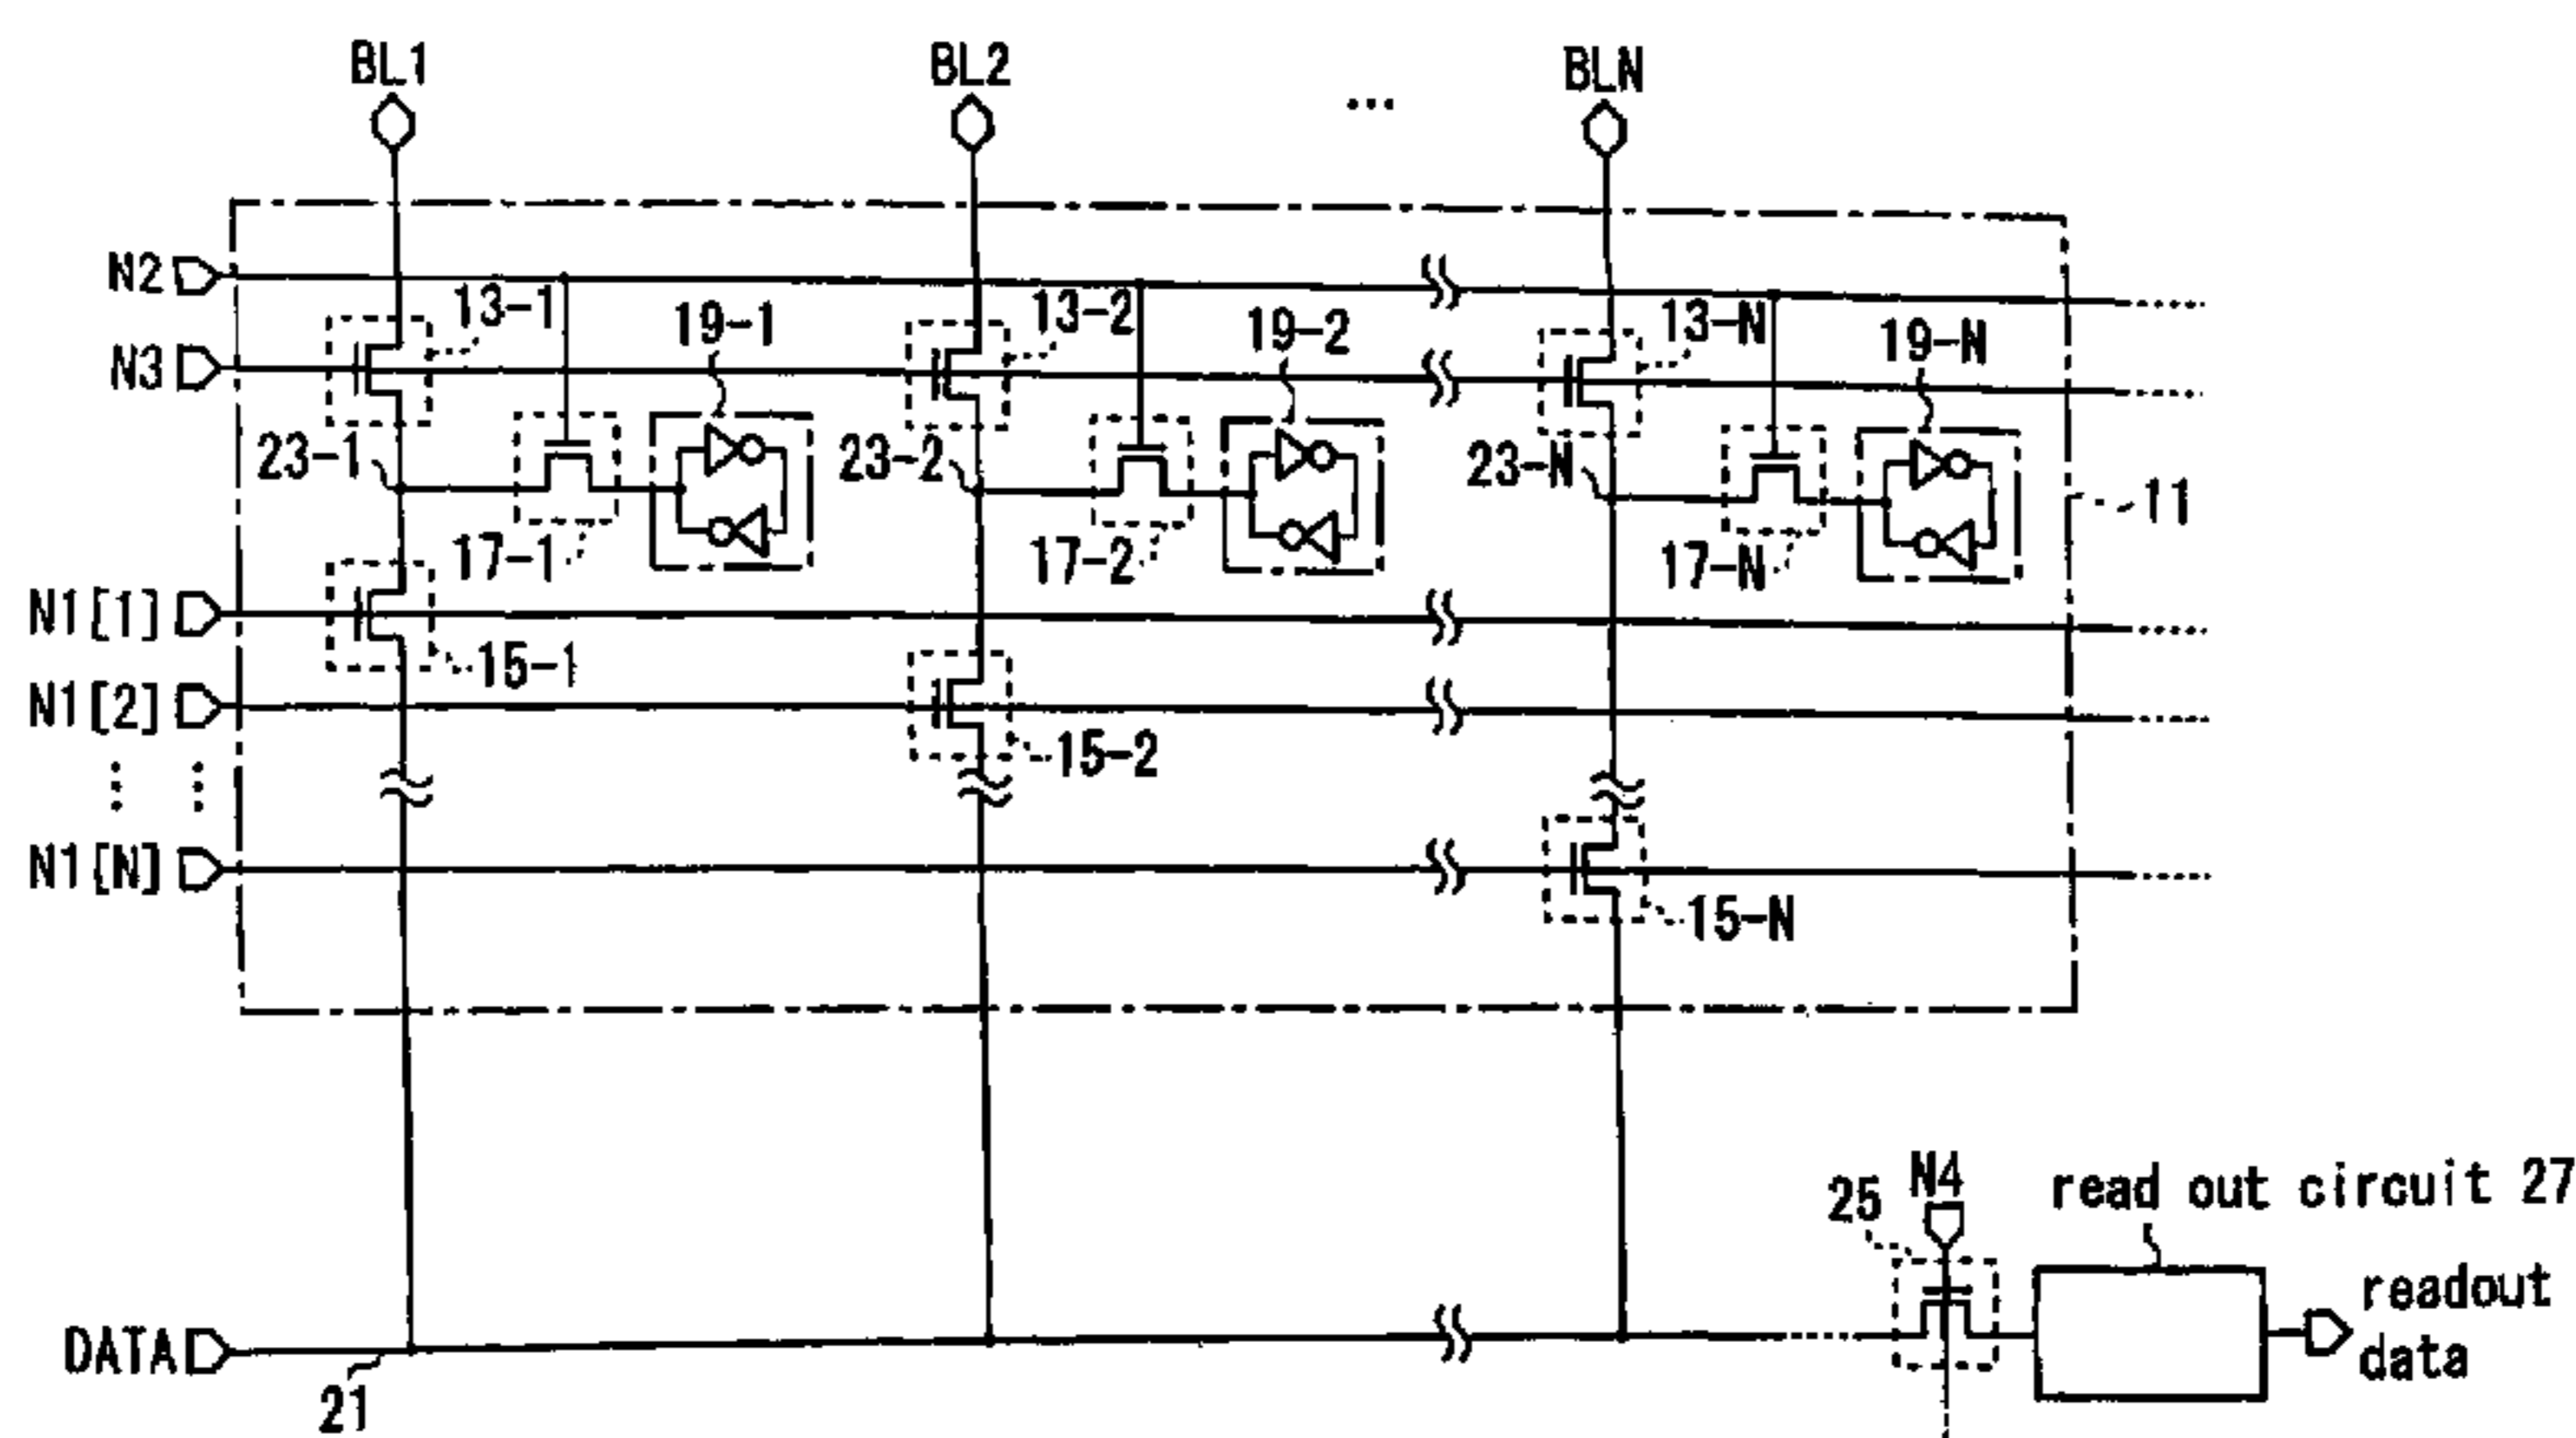 BL1
BL2
...
BLN
N2
13-1
19-1
13-2
19-2
13-N
19-N
N3
23-1
23-2
23-N
11
17-1
17-2
17-N
N1[1]
15-1
N1[2]
15-2
N1[N]
15-N
N4
25
read out circuit 27
readout
data
DATA
21